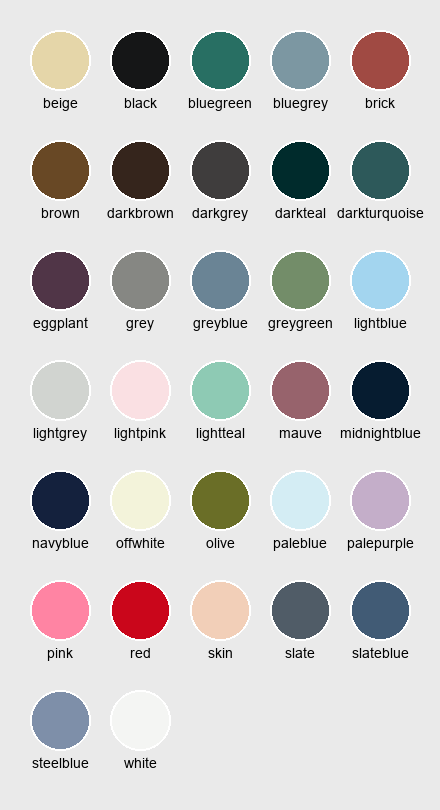 beige black bluegreen bluegrey brick
brown darkbrown darkgrey darkteal darkturquoise
eggplant grey greyblue greygreen lightblue
lightgrey lightpink lightteal mauve midnightblue
navyblue offwhite olive paleblue palepurple
pink red skin slate slateblue
steelblue white